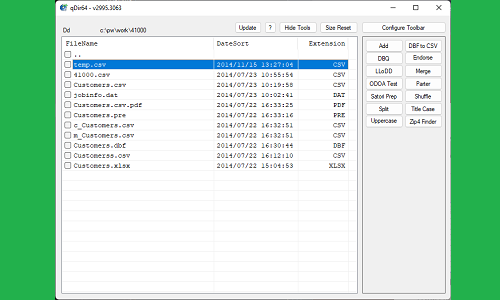 qDir64 - v2995.3063
Dd c:\pw\work\41000 Update ? Hide Tools Size Reset Configure Toolbar
FileName DateSort Extension
..
temp.csv 2014/11/15 13:27:04 CSV
41000.csv 2014/07/23 10:55:54 CSV
Customers.csv 2014/07/23 10:19:58 CSV
jobinfo.dat 2014/07/23 10:02:41 DAT
Customers.csv.pdf 2014/07/22 16:33:25 PDF
Customers.pre 2014/07/22 16:33:16 PRE
c_Customers.csv 2014/07/22 16:32:51 CSV
m_Customers.csv 2014/07/22 16:32:51 CSV
Customers.dbf 2014/07/22 16:30:44 DBF
Customerss.csv 2014/07/22 16:12:10 CSV
Customers.xlsx 2014/07/22 15:04:53 XLSX
Add DBF to CSV
DBQ Endorse
LLoDD Merge
OOOA Test Parter
Satori Prep Shuffle
Split Title Case
Uppercase Zip4 Finder